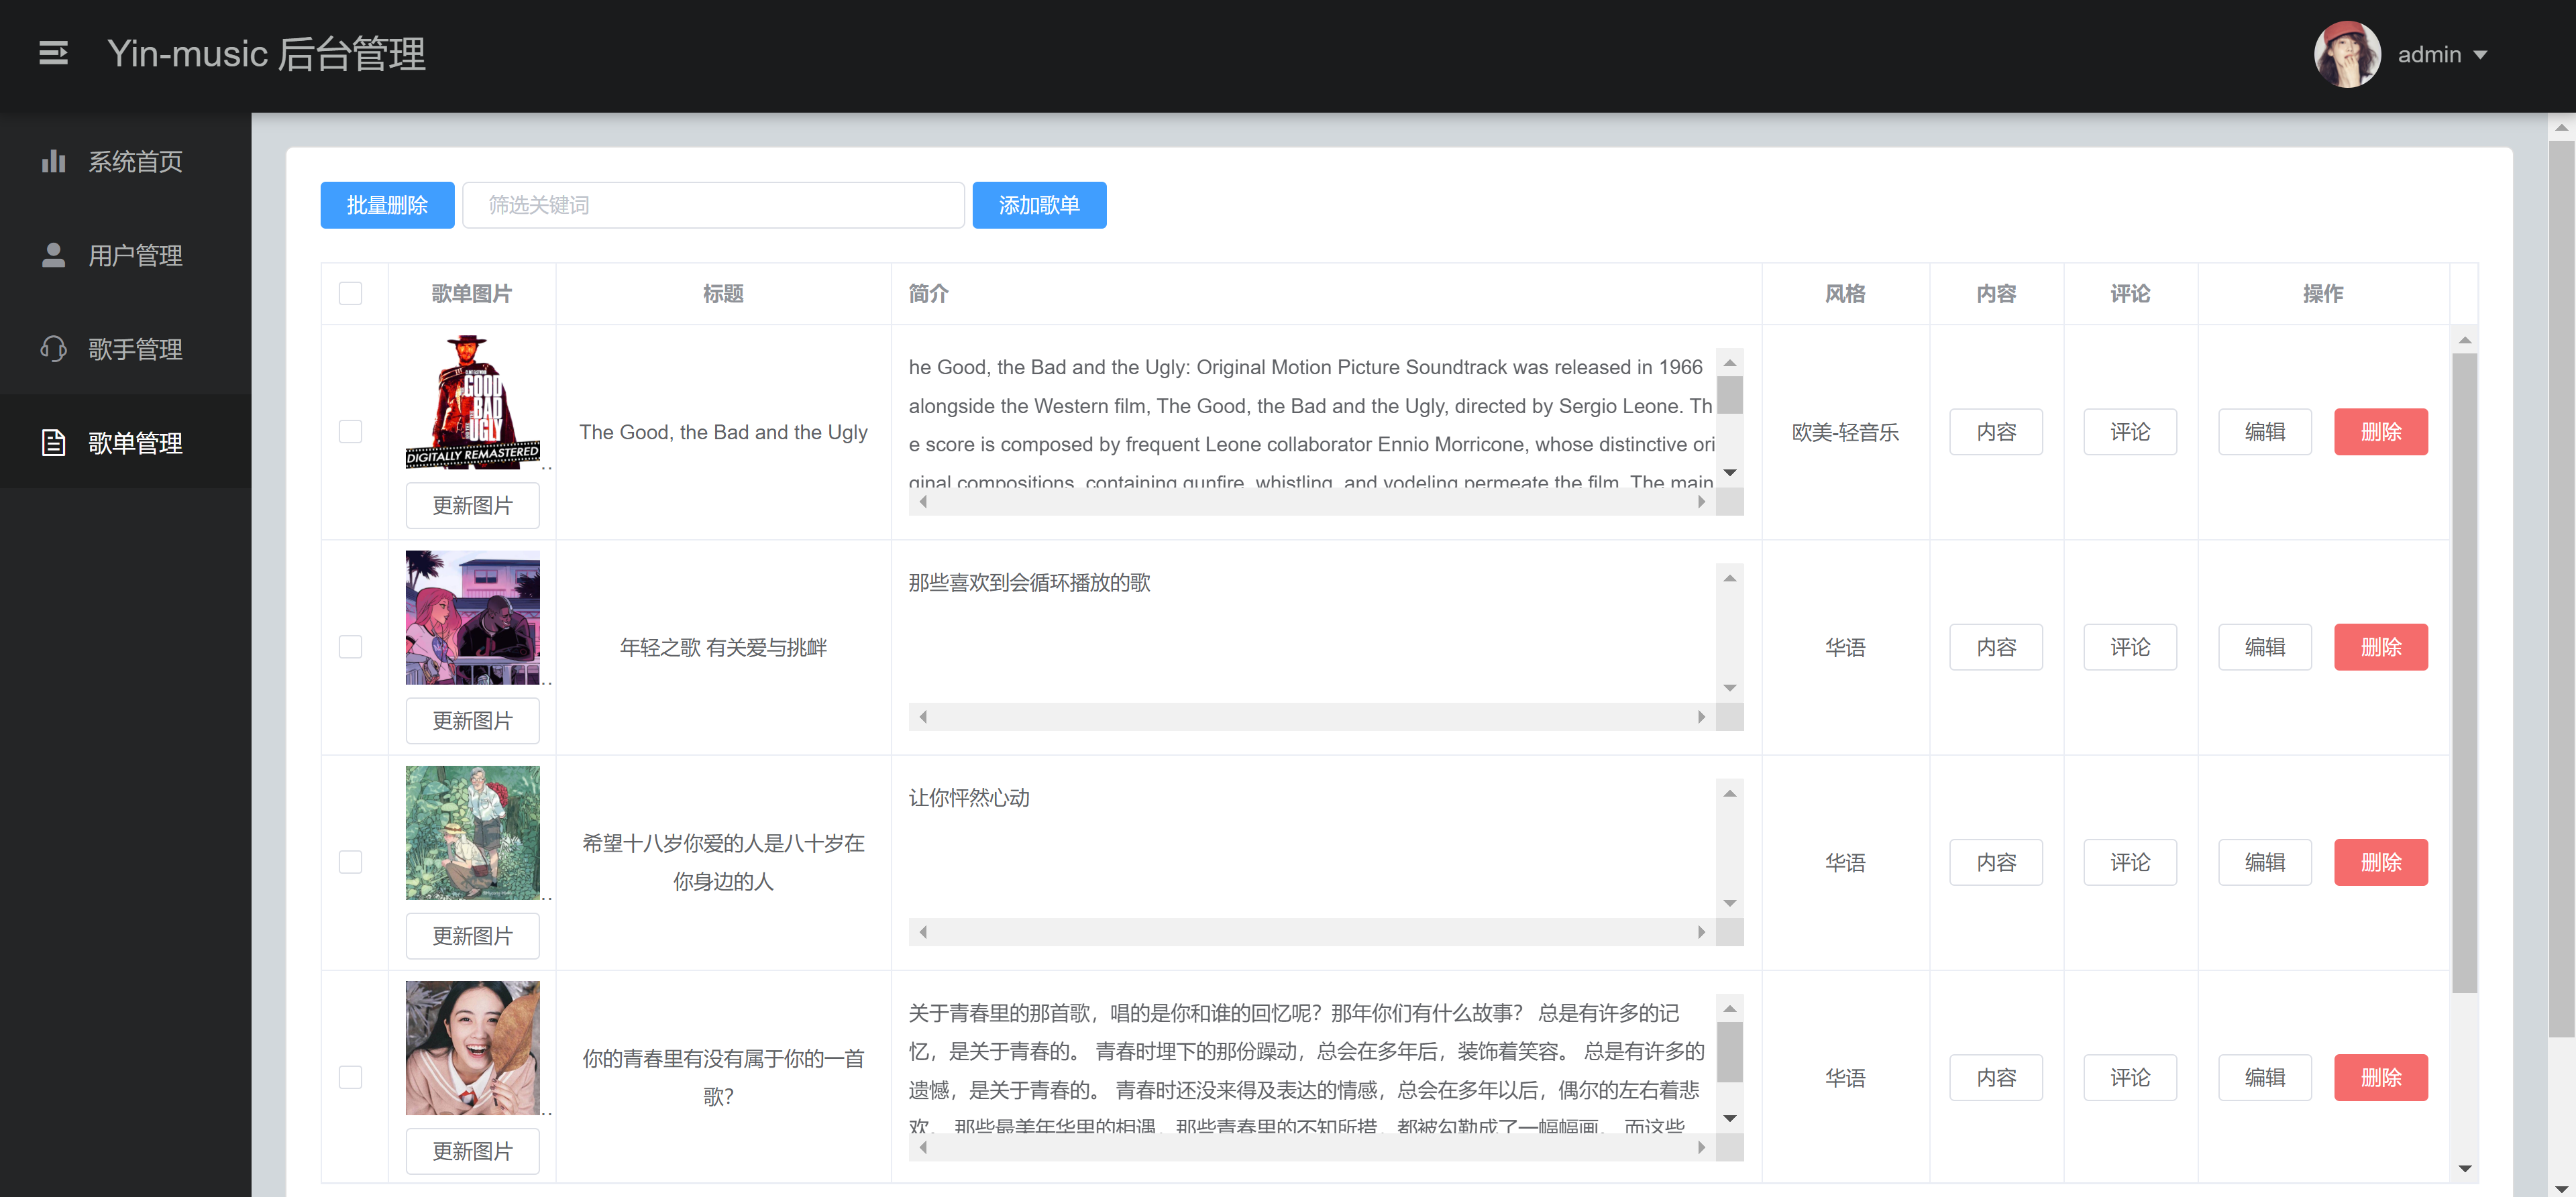 Yin-music 后台管理
admin
系统首页
用户管理
歌手管理
歌单管理
批量删除
筛选关键词
添加歌单
歌单图片
标题
简介
风格
内容
评论
操作
GOOD
BAD
UGLY
DIGITALLY REMASTERED
更新图片
The Good, the Bad and the Ugly
he Good, the Bad and the Ugly: Original Motion Picture Soundtrack was released in 1966
alongside the Western film, The Good, the Bad and the Ugly, directed by Sergio Leone. Th
e score is composed by frequent Leone collaborator Ennio Morricone, whose distinctive ori
ginal compositions, containing gunfire, whistling, and yodeling permeate the film. The main
欧美-轻音乐
内容
评论
编辑
删除
更新图片
年轻之歌 有关爱与挑衅
那些喜欢到会循环播放的歌
华语
内容
评论
编辑
删除
更新图片
希望十八岁你爱的人是八十岁在
你身边的人
让你怦然心动
华语
内容
评论
编辑
删除
更新图片
你的青春里有没有属于你的一首
歌？
关于青春里的那首歌，唱的是你和谁的回忆呢？那年你们有什么故事？ 总是有许多的记
忆，是关于青春的。 青春时埋下的那份躁动，总会在多年后，装饰着笑容。 总是有许多的
遗憾，是关于青春的。 青春时还没来得及表达的情感，总会在多年以后，偶尔的左右着悲
欢。 那些最美年华里的相遇，那些青春里的不知所措，都被勾勒成了一幅幅画。 而这些
华语
内容
评论
编辑
删除